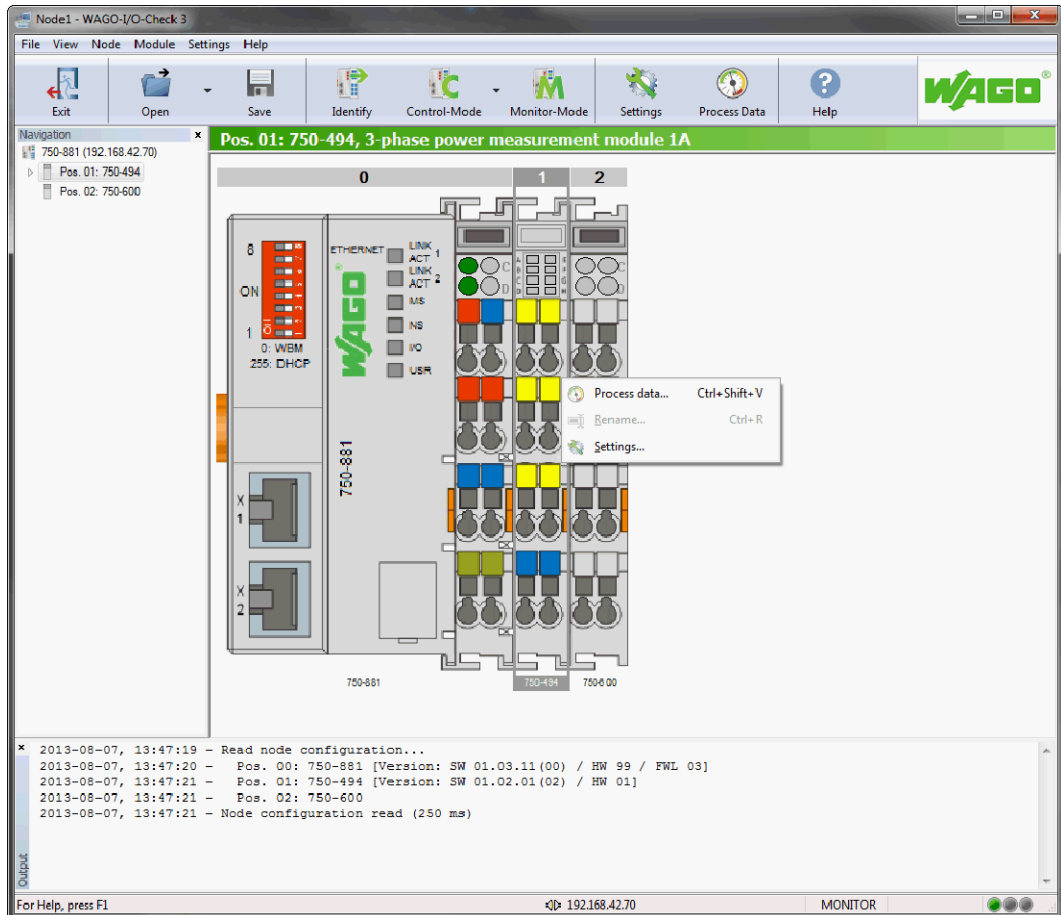 Node1 - WAGO-I/O-Check 3
File View Node Module Settings Help
Exit Open Save Identify Control-Mode Monitor-Mode Settings Process Data Help
WAGO®
Navigation x
750-881 (192.168.42.70)
Pos. 01: 750-494
Pos. 02: 750-600
Pos. 01: 750-494, 3-phase power measurement module 1A
0 1 2
8
ON
1
0: WBM
255: DHCP
ETHERNET
LINK
ACT 1
LINK
ACT 2
MS
NS
I/O
USR
WAGO
750-881
X
1
X
2
C
D
Process data... Ctrl+Shift+V
Rename... Ctrl+R
Settings...
750-881 750-494 750-600
2013-08-07, 13:47:19 - Read node configuration...
2013-08-07, 13:47:20 - Pos. 00: 750-881 [Version: SW 01.03.11(00) / HW 99 / FWL 03]
2013-08-07, 13:47:21 - Pos. 01: 750-494 [Version: SW 01.02.01(02) / HW 01]
2013-08-07, 13:47:21 - Pos. 02: 750-600
2013-08-07, 13:47:21 - Node configuration read (250 ms)
Output
For Help, press F1 192.168.42.70 MONITOR